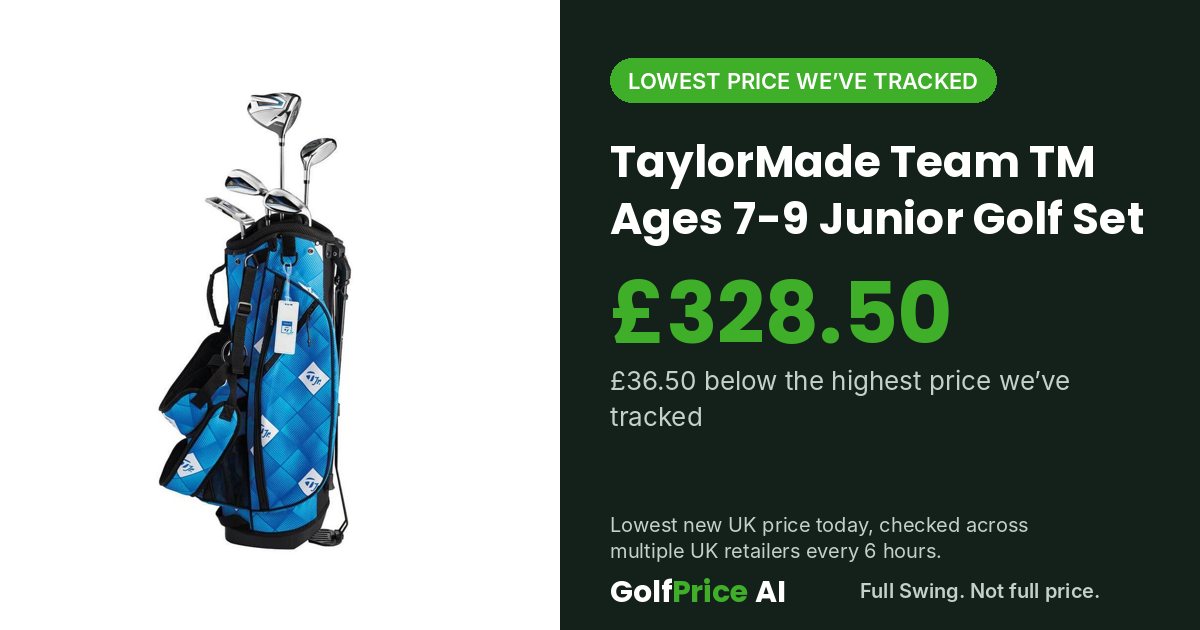 LOWEST PRICE WE’VE TRACKED
TaylorMade Team TM
Ages 7-9 Junior Golf Set
£328.50
£36.50 below the highest price we’ve
tracked
Lowest new UK price today, checked across
multiple UK retailers every 6 hours.
GolfPrice AI
Full Swing. Not full price.